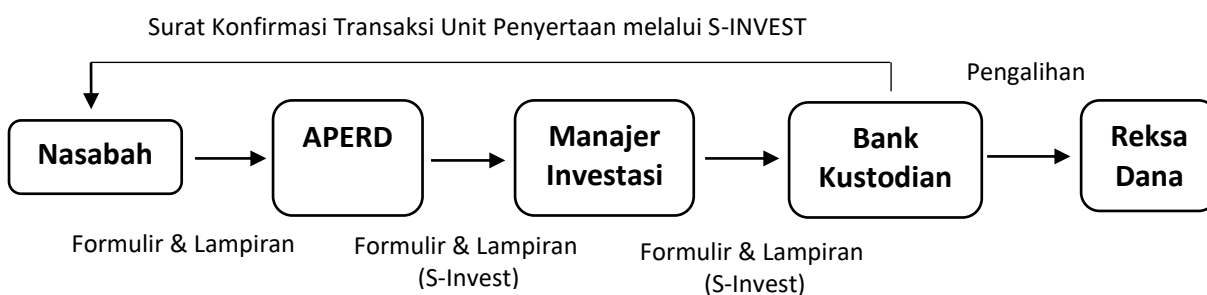 Surat Konfirmasi Transaksi Unit Penyertaan melalui S-INVEST
Pengalihan
Nasabah
APERD
Manajer
Investasi
Bank
Kustodian
Reksa
Dana
Formulir & Lampiran
Formulir & Lampiran
(S-Invest)
Formulir & Lampiran
(S-Invest)